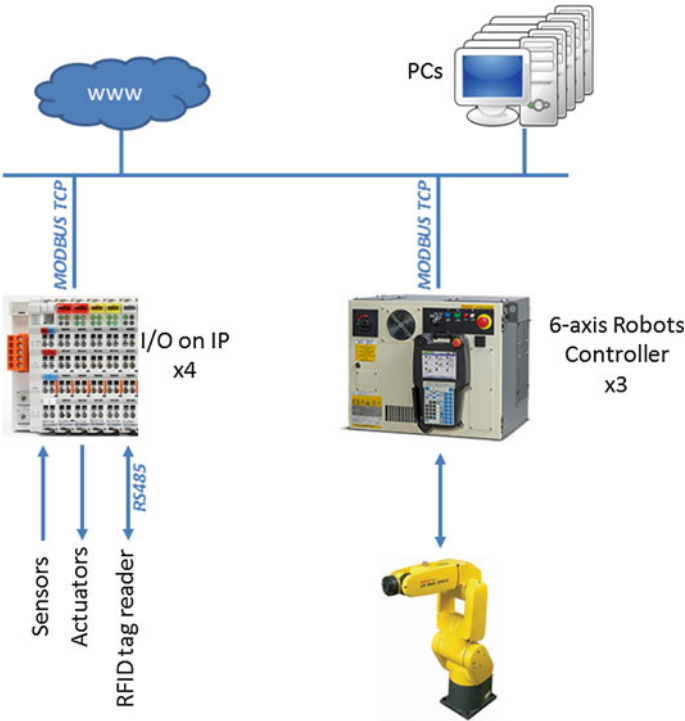 www
PCs
MODBUS TCP
MODBUS TCP
I/O on IP
x4
6-axis Robots
Controller
x3
RS485
Sensors
Actuators
RFID tag reader